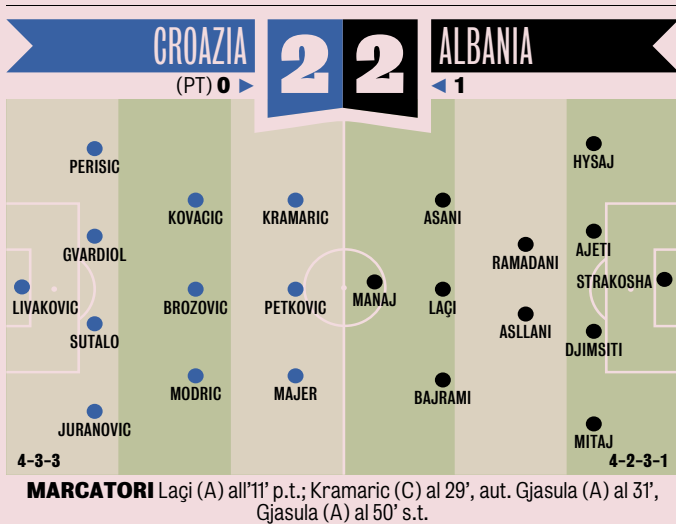 CROAZIA 2 2 ALBANIA
(PT) 0 1
PERISIC
HYSAJ
KOVACIC KRAMARIC ASANI
GVARDIOL
RAMADANI
AJETI
LIVAKOVIC
BROZOVIC PETKOVIC MANAJ LAÇI
STRAKOSHA
SUTALO
ASLLANI
DJIMSITI
MODRIC MAJER BAJRAMI
JURANOVIC
MITAJ
4-3-3 4-2-3-1
MARCATORI Laçi (A) all'11' p.t.; Kramaric (C) al 29', aut. Gjasula (A) al 31',
Gjasula (A) al 50' s.t.